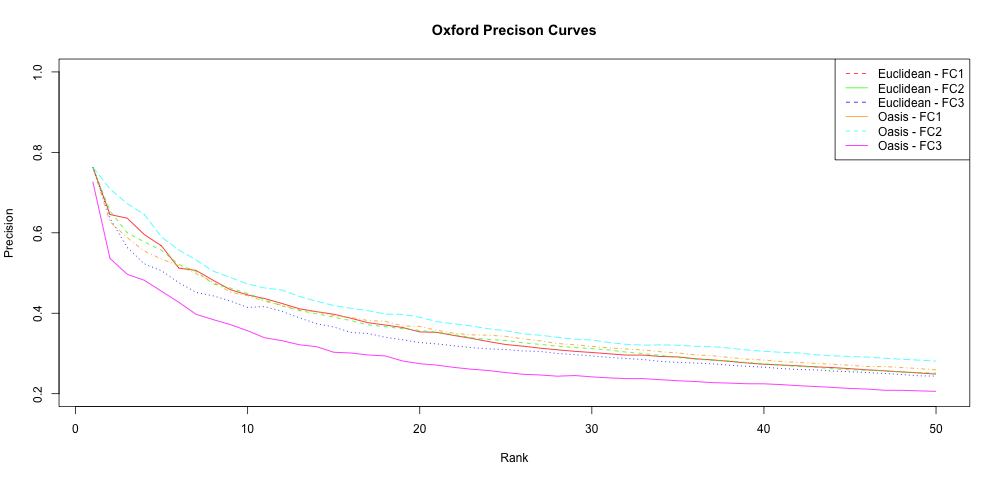 Oxford Precison Curves
Precision
1.0
0.8
0.6
0.4
0.2
Euclidean - FC1
Euclidean - FC2
Euclidean - FC3
Oasis - FC1
Oasis - FC2
Oasis - FC3
0 10 20 30 40 50
Rank